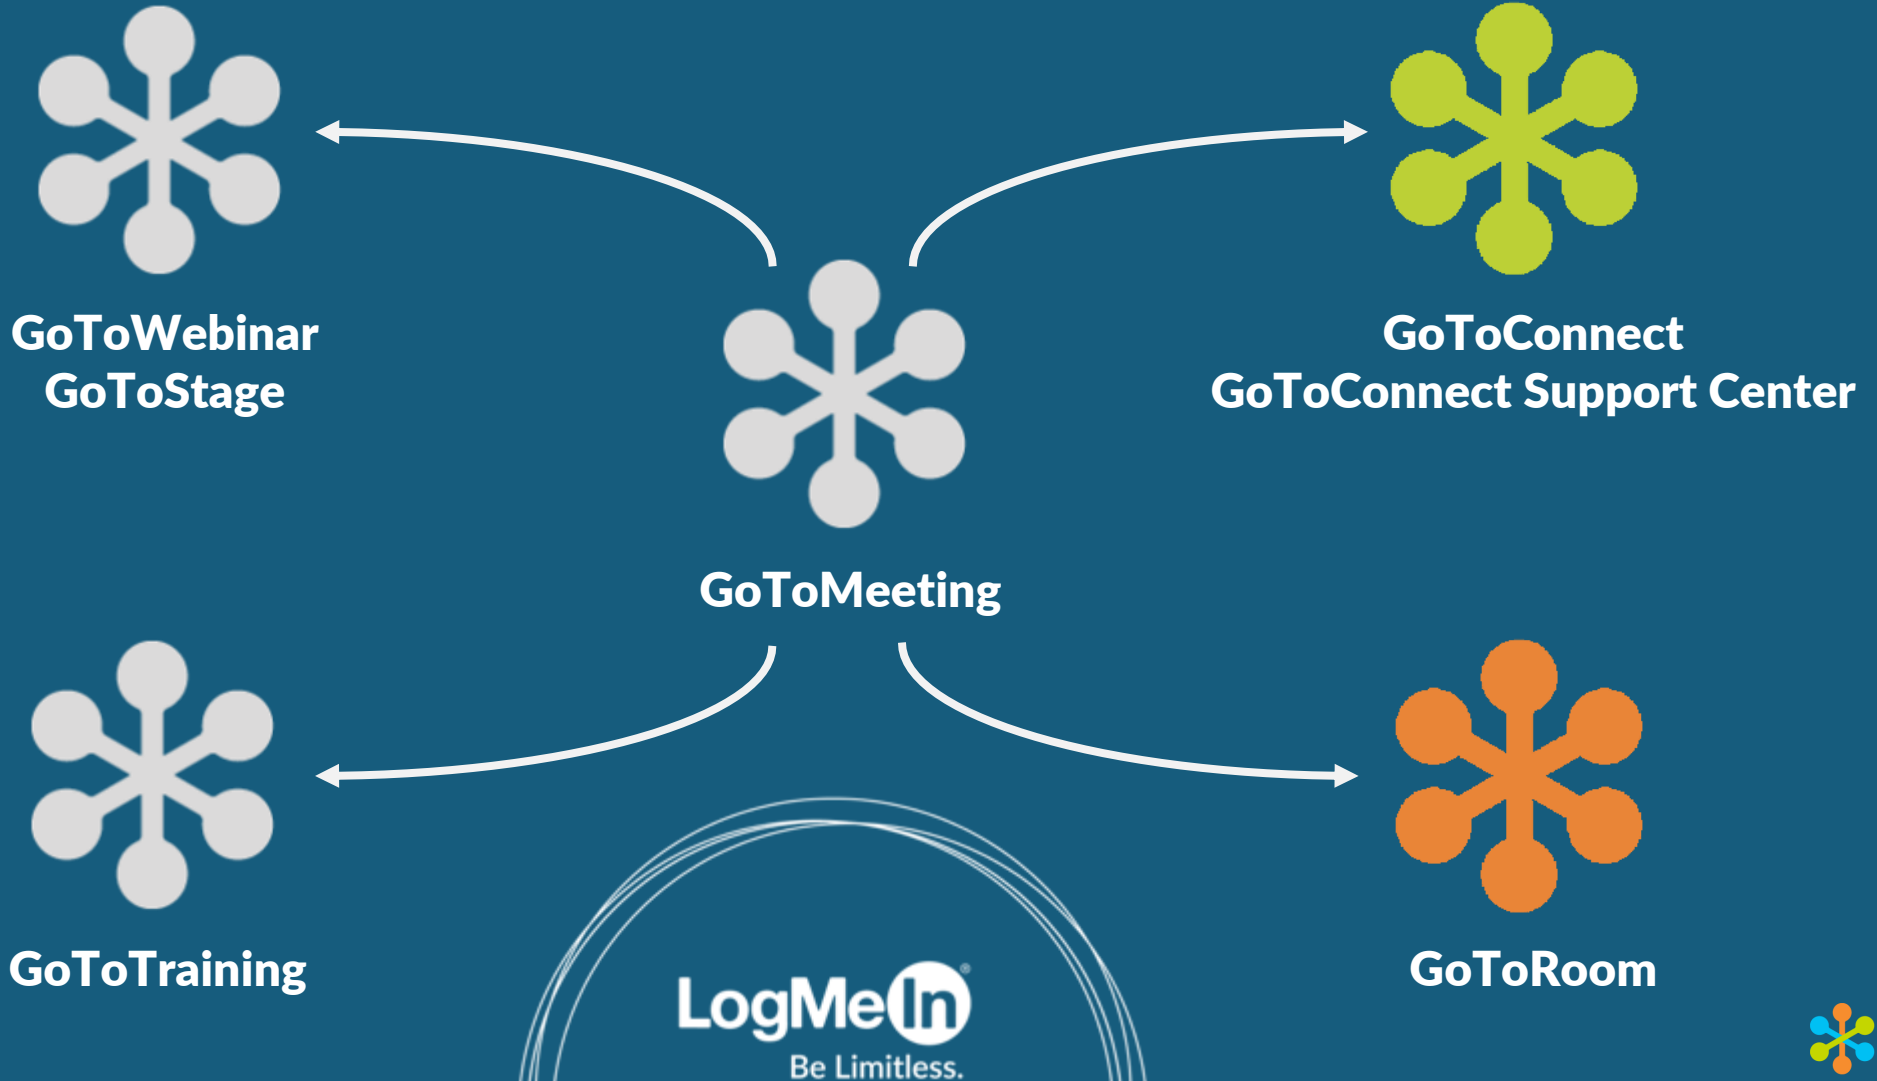 GoToWebinar
GoToStage
GoToConnect
GoToConnect Support Center
GoToMeeting
GoToTraining
GoToRoom
LogMeIn®
Be Limitless.